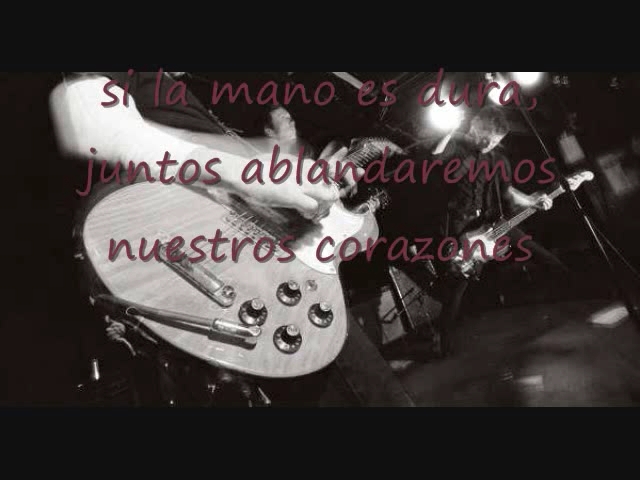 si la mano es dura,
juntos ablandaremos
nuestros corazones